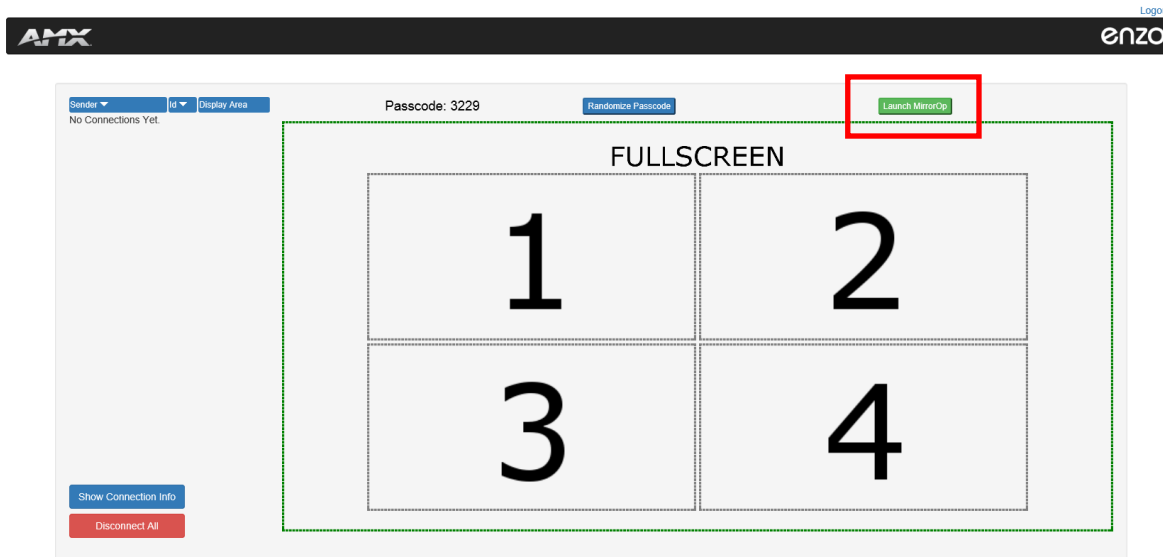 Logo
AMX
enzo
Sender Id Display Area
Passcode: 3229
Randomize Passcode
Launch MirrorOp
No Connections Yet.
FULLSCREEN
1 2
3 4
Show Connection Info
Disconnect All